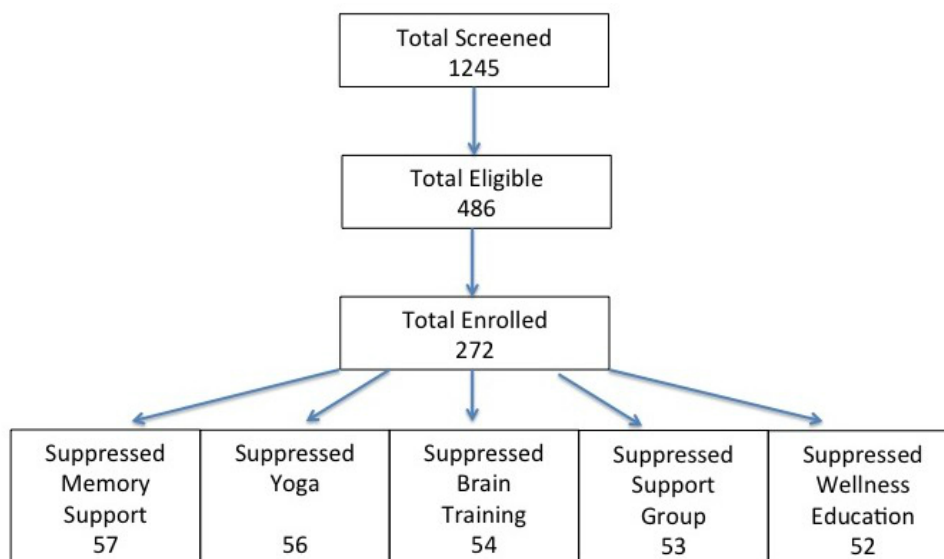 Total Screened
1245
Total Eligible
486
Total Enrolled
272
Suppressed
Memory
Support
57
Suppressed
Yoga
56
Suppressed
Brain
Training
54
Suppressed
Support
Group
53
Suppressed
Wellness
Education
52